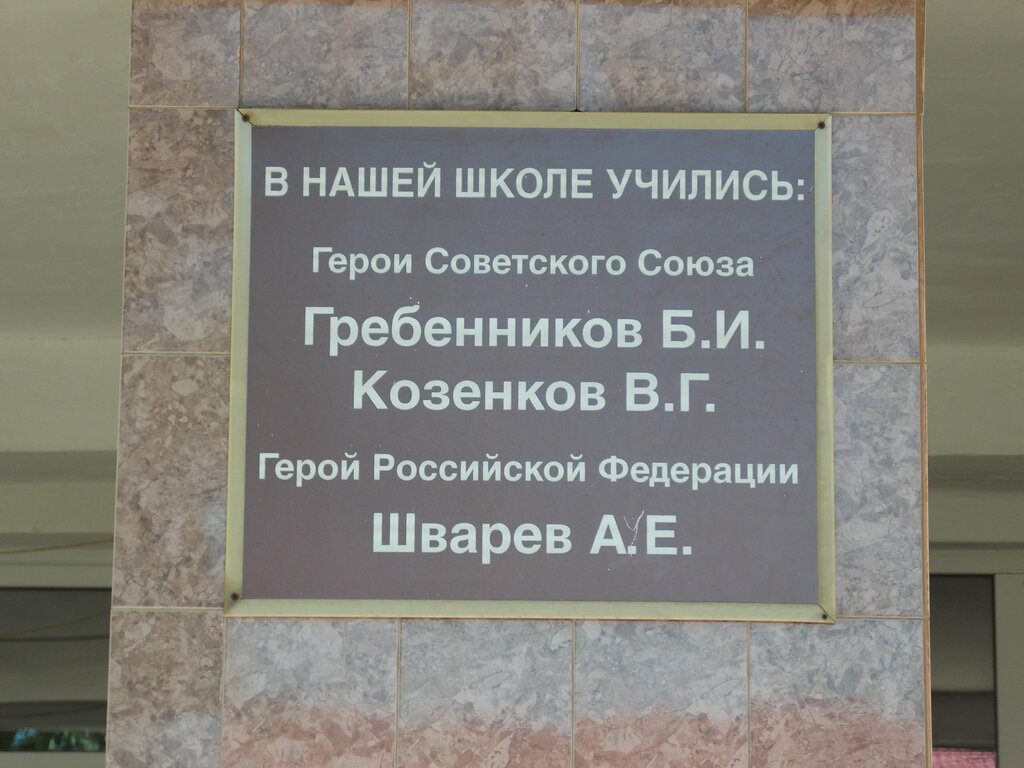 В НАШЕЙ ШКОЛЕ УЧИЛИСЬ:
Герои Советского Союза
Гребенников Б.И.
Козенков В.Г.
Герой Российской Федерации
Шварев А.Е.